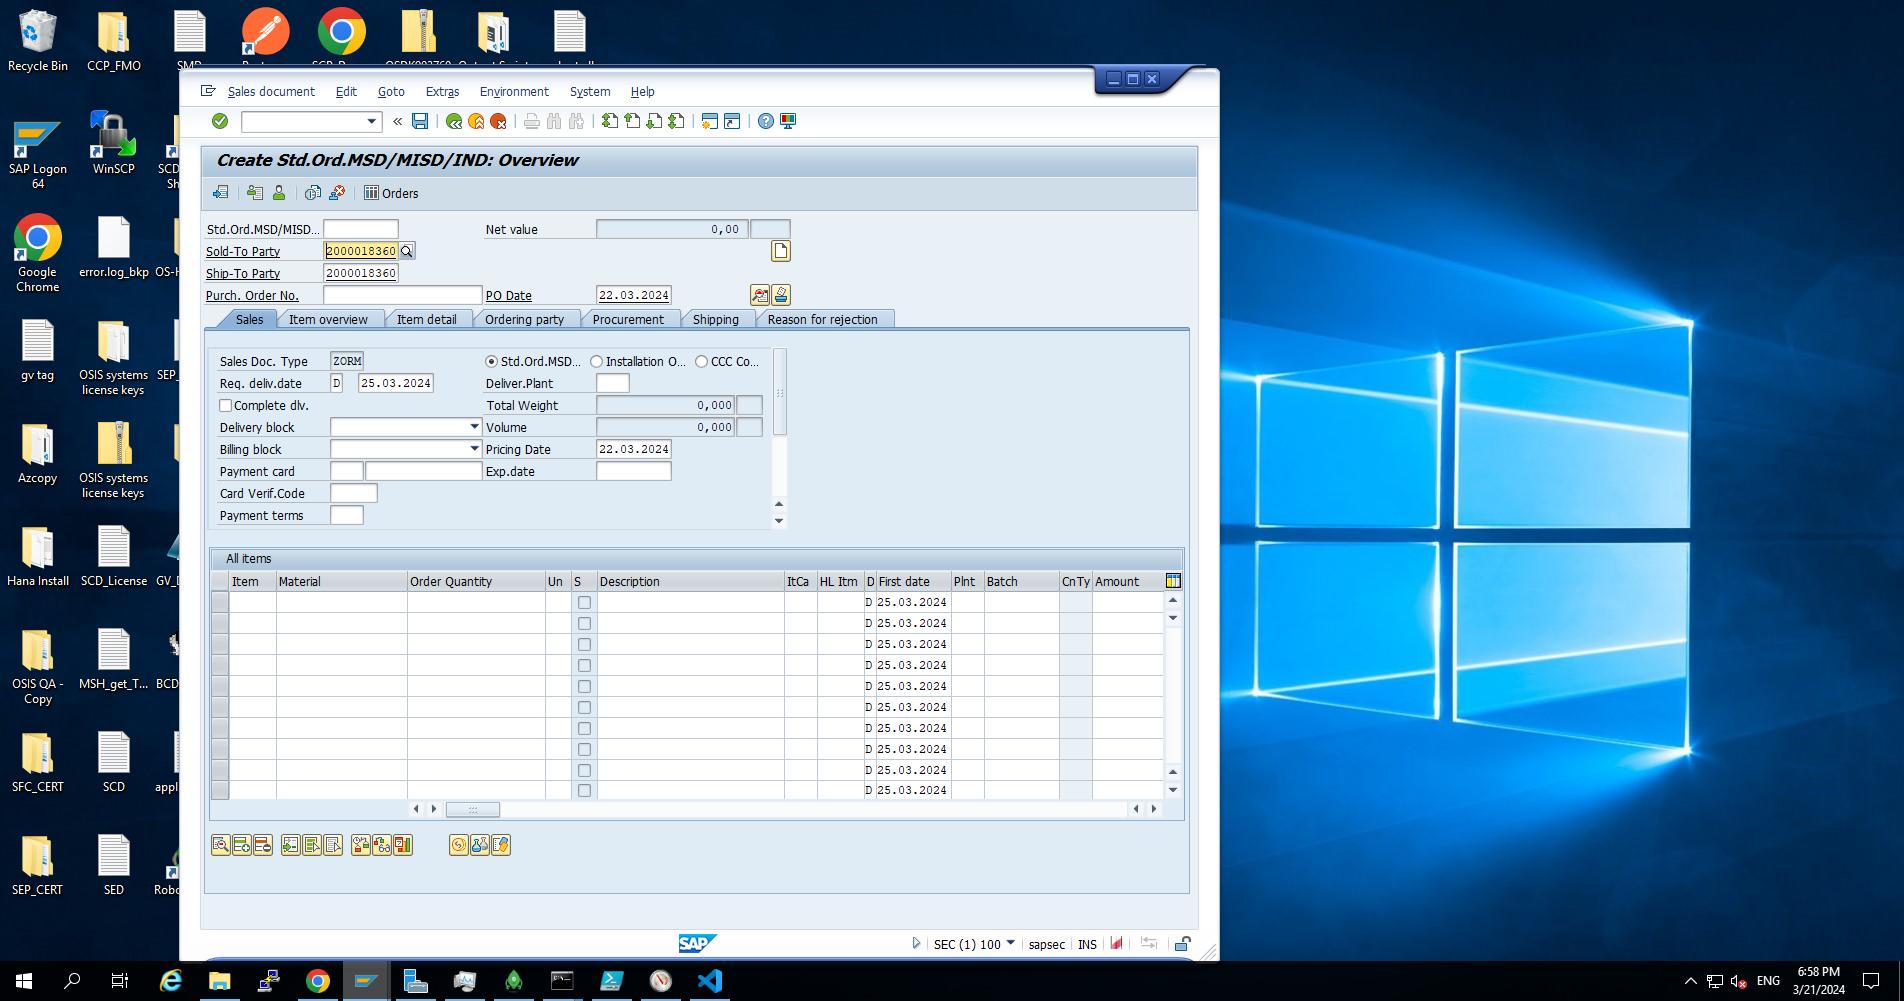 Recycle Bin
CCP_FMO
Sales document Edit Goto Extras Environment System Help
SAP Logon 64
WinSCP
Create Std.Ord.MSD/MISD/IND: Overview
Orders
Google Chrome
error.log_bkp
Std.Ord.MSD/MISD... Net value 0,00
Sold-To Party 2000018360
Ship-To Party 2000018360
Purch. Order No. PO Date 22.03.2024
Sales Item overview Item detail Ordering party Procurement Shipping Reason for rejection
gv tag
OSIS systems license keys
Sales Doc. Type ZORM Std.Ord.MSD... Installation O... CCC Co...
Req. deliv.date D 25.03.2024 Deliver.Plant
Complete dlv. Total Weight 0,000
Delivery block Volume 0,000
Billing block Pricing Date 22.03.2024
Payment card Exp.date
Card Verif.Code
Payment terms
Azcopy
OSIS systems license keys
All items
Item Material Order Quantity Un S Description ItCa HL Itm D First date Plnt Batch CnTy Amount
D 25.03.2024
D 25.03.2024
D 25.03.2024
D 25.03.2024
D 25.03.2024
D 25.03.2024
D 25.03.2024
D 25.03.2024
D 25.03.2024
D 25.03.2024
Hana Install
SCD_License
OSIS QA - Copy
MSH_get_T...
SFC_CERT
SCD
SEP_CERT
SED
SAP SEC (1) 100 sapsec INS
ENG
6:58 PM
3/21/2024